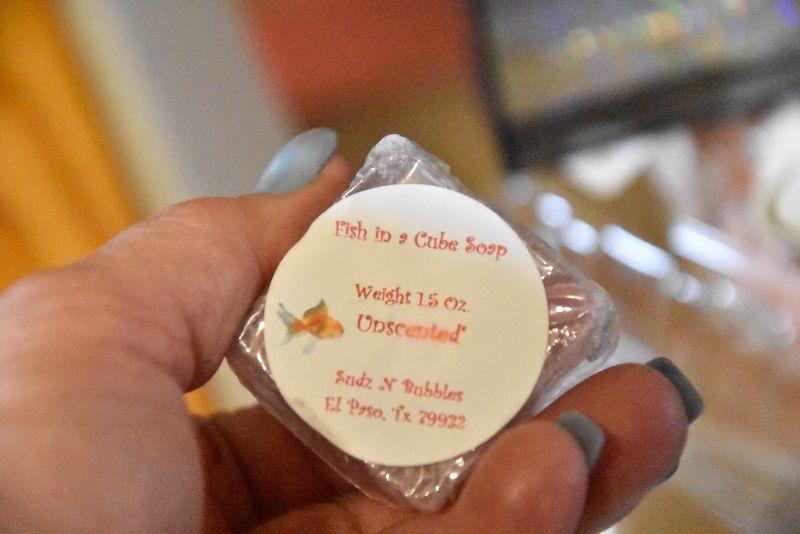 Fish in a Cube Soap
Weight 1.5 Oz.
Unscented
Sudz N Bubbles
El Paso, Tx 79932